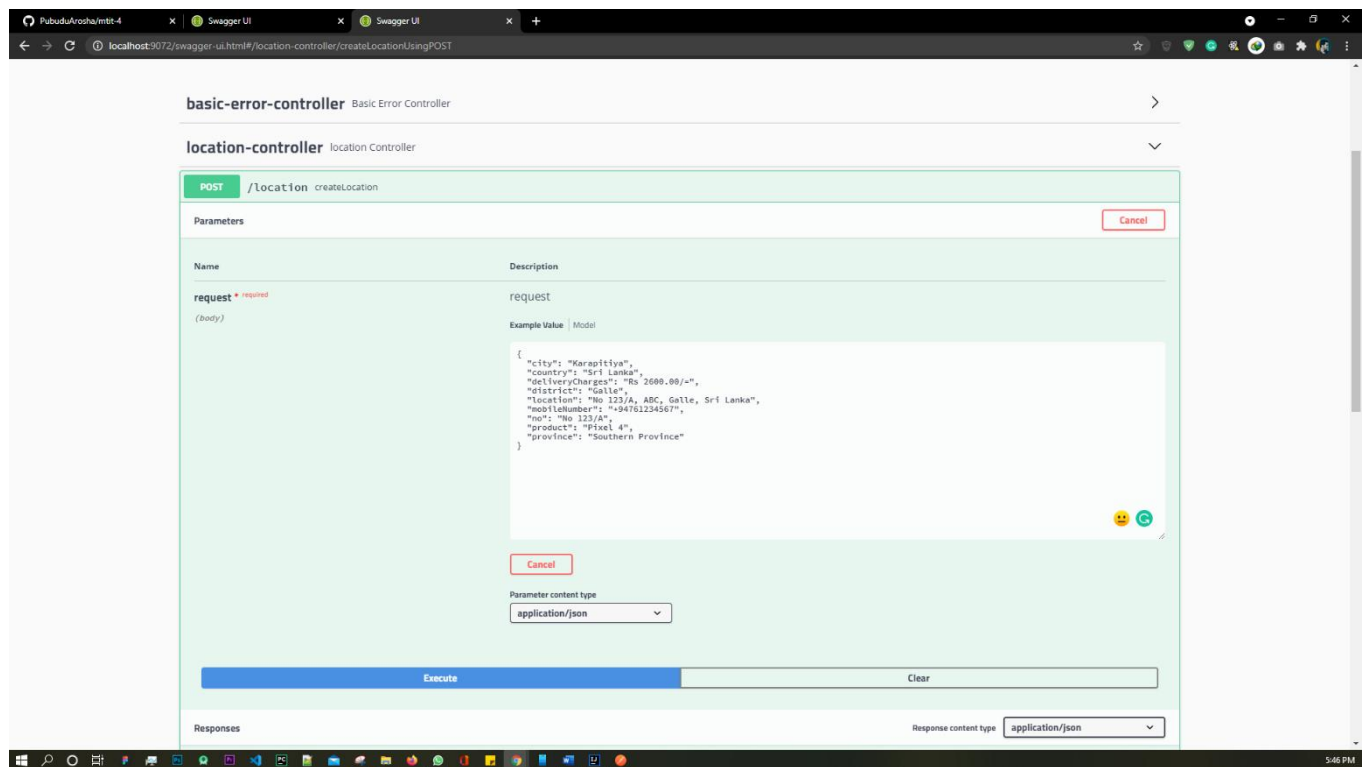 PubuduArosha/mtit-4
Swagger UI
Swagger UI
localhost:9072/swagger-ui.html#/location-controller/createLocationUsingPOST
basic-error-controller Basic Error Controller
location-controller location Controller
POST /location createLocation
Parameters Cancel
Name Description
request * required request
(body)
Example Value Model
{
"city": "Karapitiya",
"country": "Sri Lanka",
"deliveryCharges": "Rs 2600.00/=",
"district": "Galle",
"location": "No 123/A, ABC, Galle, Sri Lanka",
"mobileNumber": "+94761234567",
"no": "No 123/A",
"product": "Pixel 4",
"province": "Southern Province"
}
Cancel
Parameter content type
application/json
Execute Clear
Responses Response content type application/json
5:46 PM